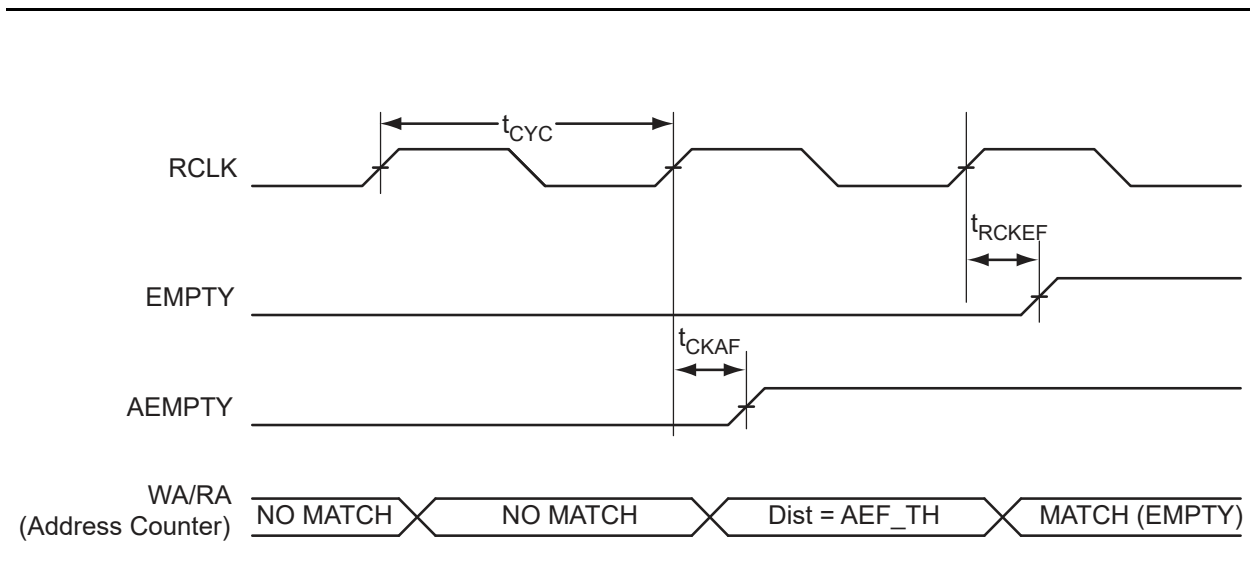 tCYC
RCLK
tRCKEF
EMPTY
tCKAF
AEMPTY
WA/RA
(Address Counter)
NO MATCH
NO MATCH
Dist = AEF_TH
MATCH (EMPTY)